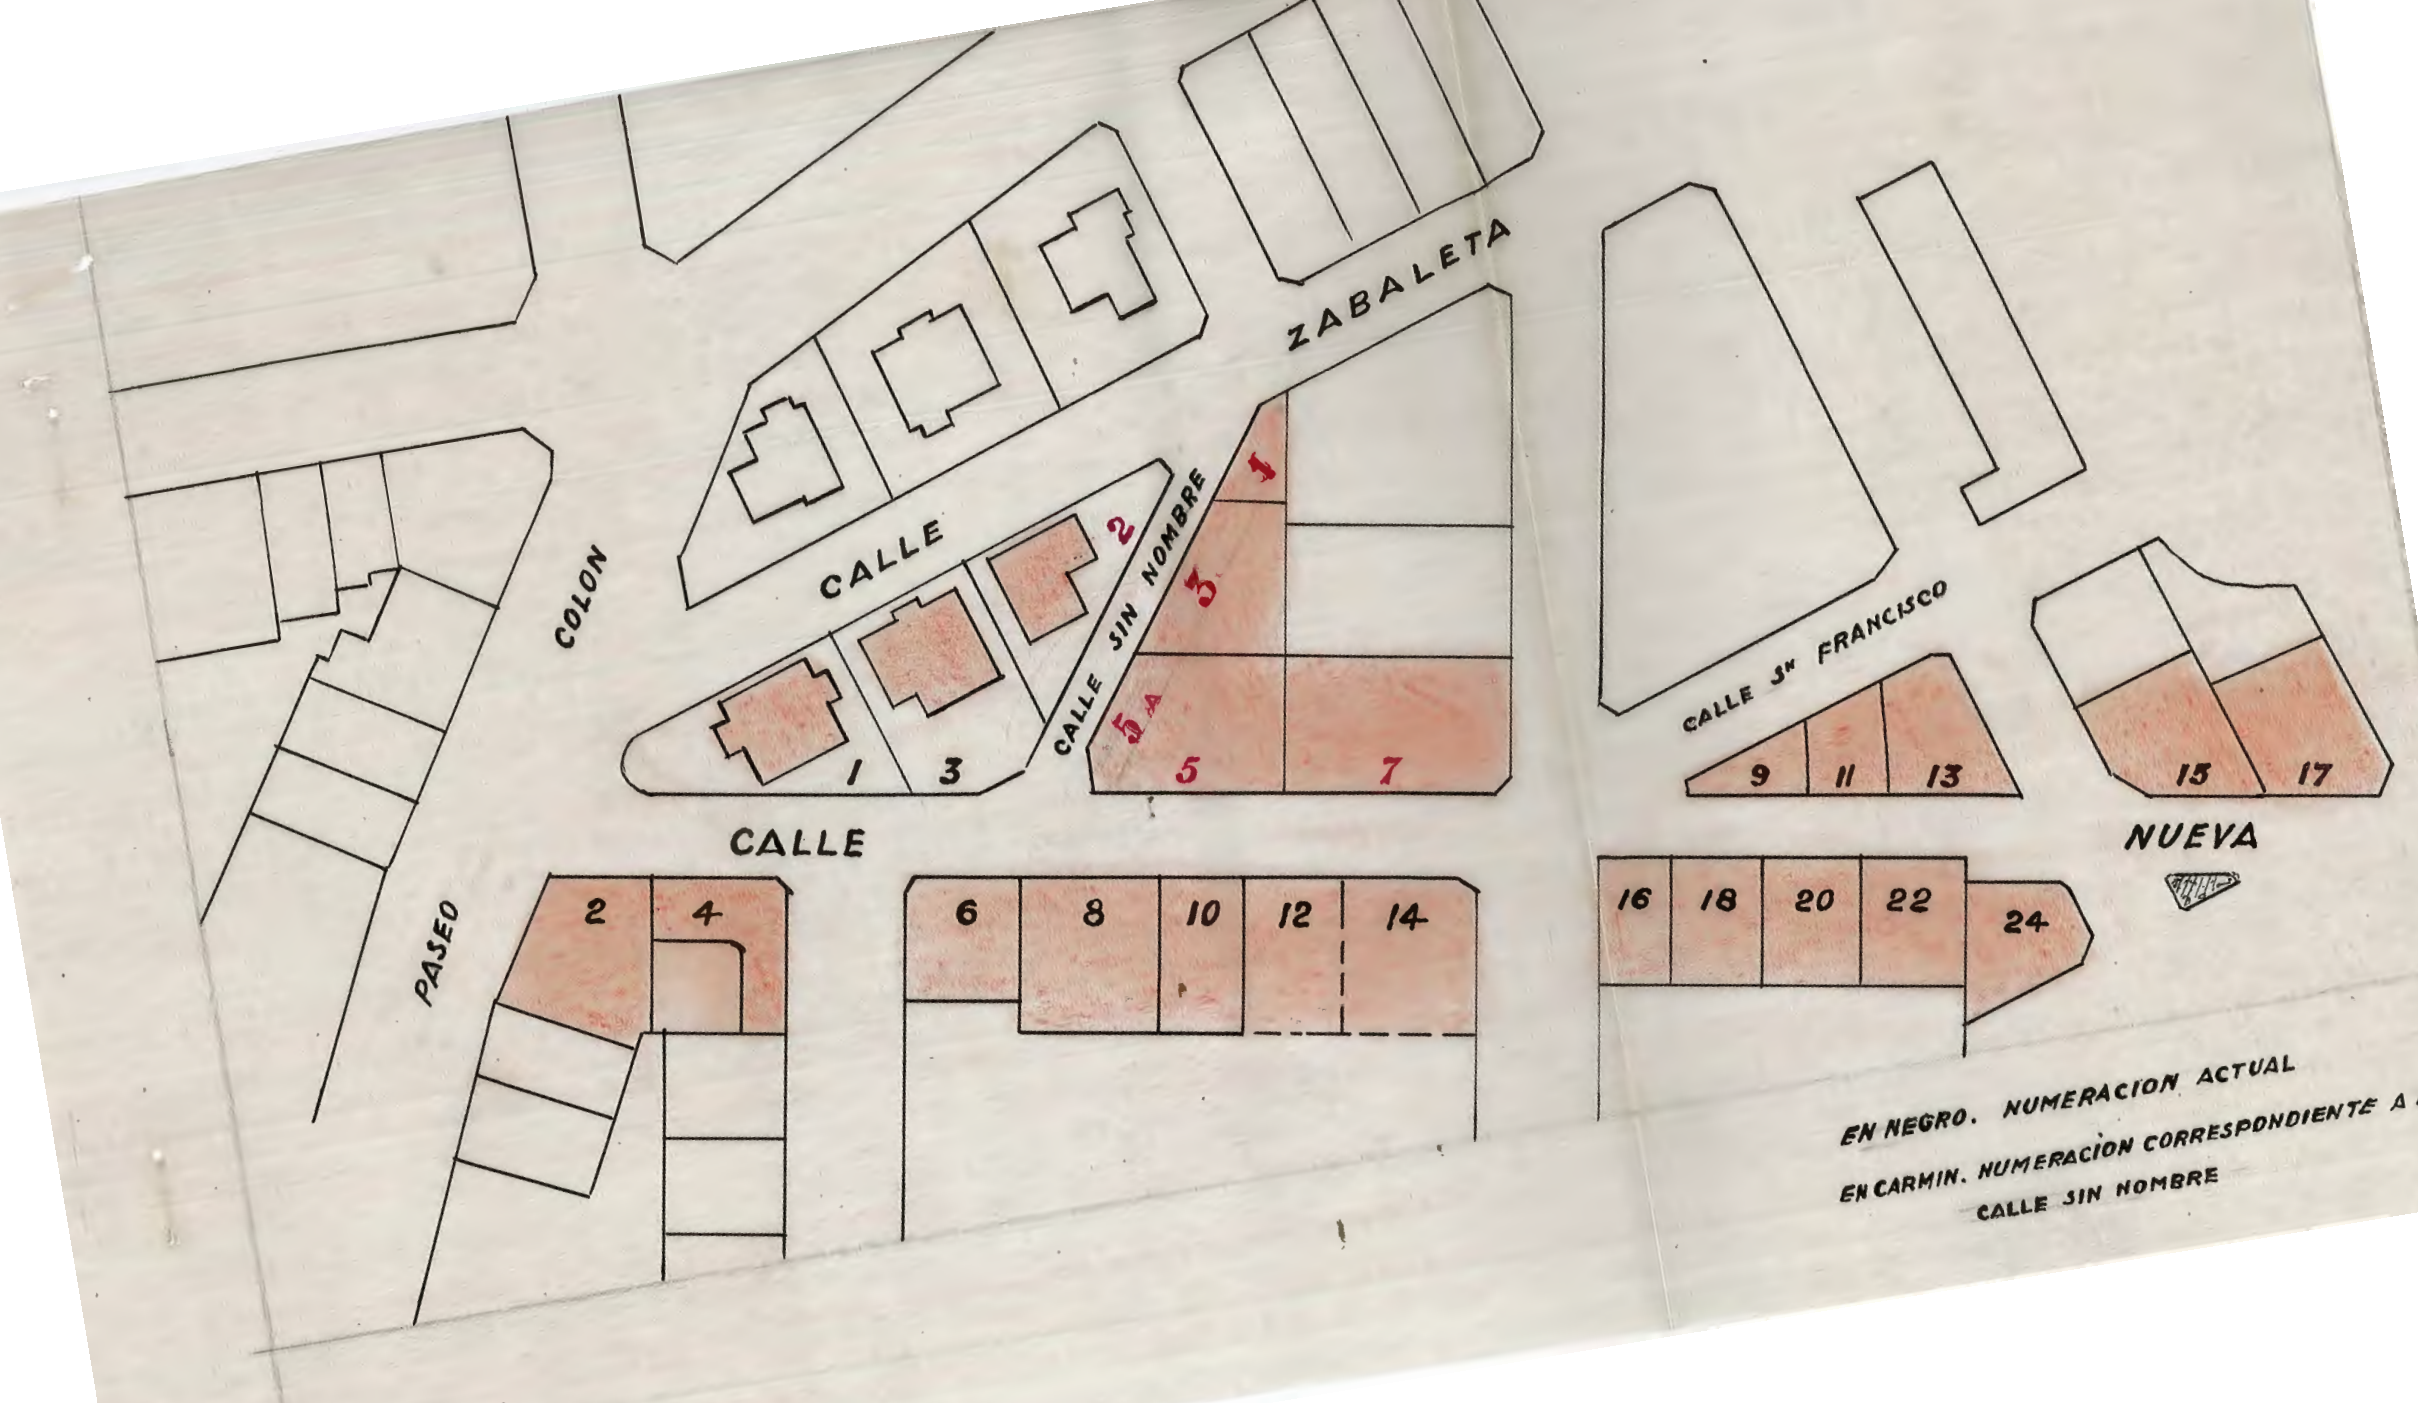 ZABALETA
CALLE
COLON
PASEO
CALLE SIN NOMBRE
2
1
3
5 A
1
3
5
7
CALLE Sn FRANCISCO
9
11
13
15
17
CALLE
NUEVA
2
4
6
8
10
12
14
16
18
20
22
24
EN NEGRO. NUMERACION ACTUAL
EN CARMIN. NUMERACION CORRESPONDIENTE A
CALLE SIN NOMBRE